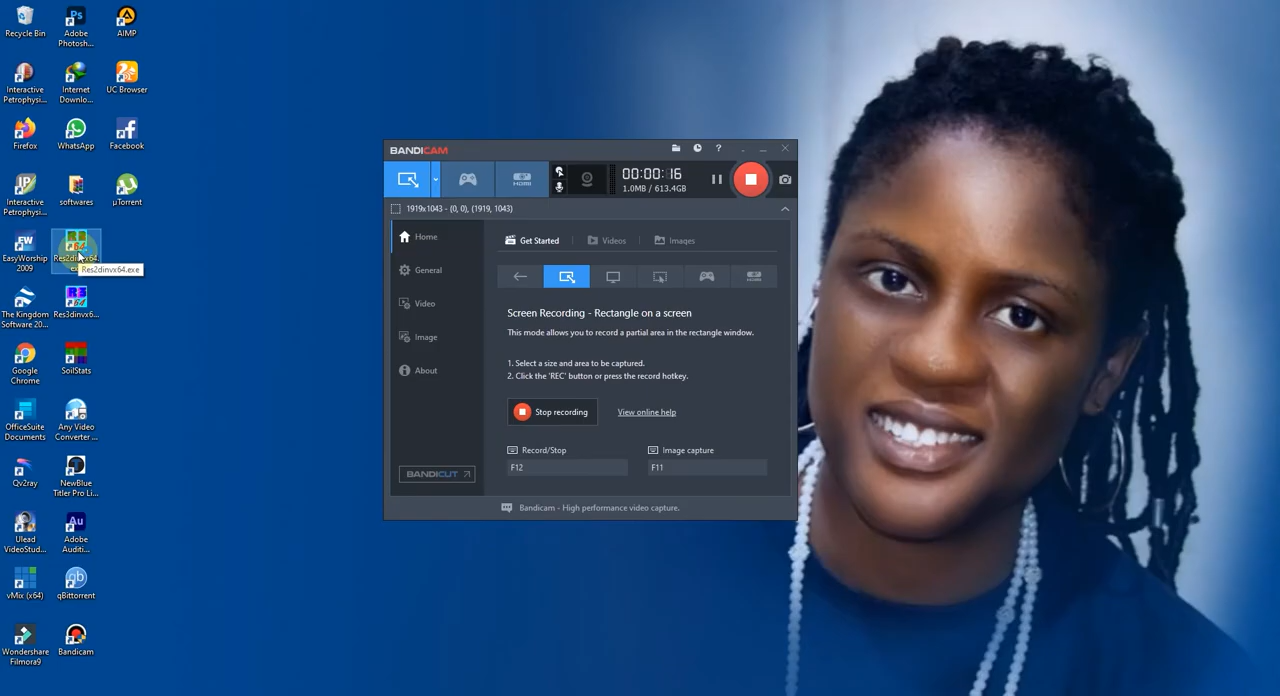 Recycle Bin
Adobe
Photosh...
AIMP
Interactive
Petrophysi...
Internet
Downlo...
UC Browser
Firefox
WhatsApp
Facebook
Interactive
Petrophysi...
softwares
µTorrent
EasyWorship
2009
Res2dinvx64.
Res2dinvx64.exe
The Kingdom
Software 20...
Res3dinvx6...
Google
Chrome
SoilStats
OfficeSuite
Documents
Any Video
Converter ...
Qv2ray
NewBlue
Titler Pro Li...
Ulead
VideoStud...
Adobe
Auditi...
vMix (x64)
qBittorrent
Wondershare
Filmora9
Bandicam
BANDICAM
HDMI
00:00:16
1.0MB / 613.4GB
1919x1043 - (0, 0), (1919, 1043)
Home
General
Video
Image
About
BANDICUT
Get Started
Videos
Images
Screen Recording - Rectangle on a screen
This mode allows you to record a partial area in the rectangle window.
1. Select a size and area to be captured.
2. Click the 'REC' button or press the record hotkey.
Stop recording
View online help
Record/Stop
Image capture
F12
F11
Bandicam - High performance video capture.